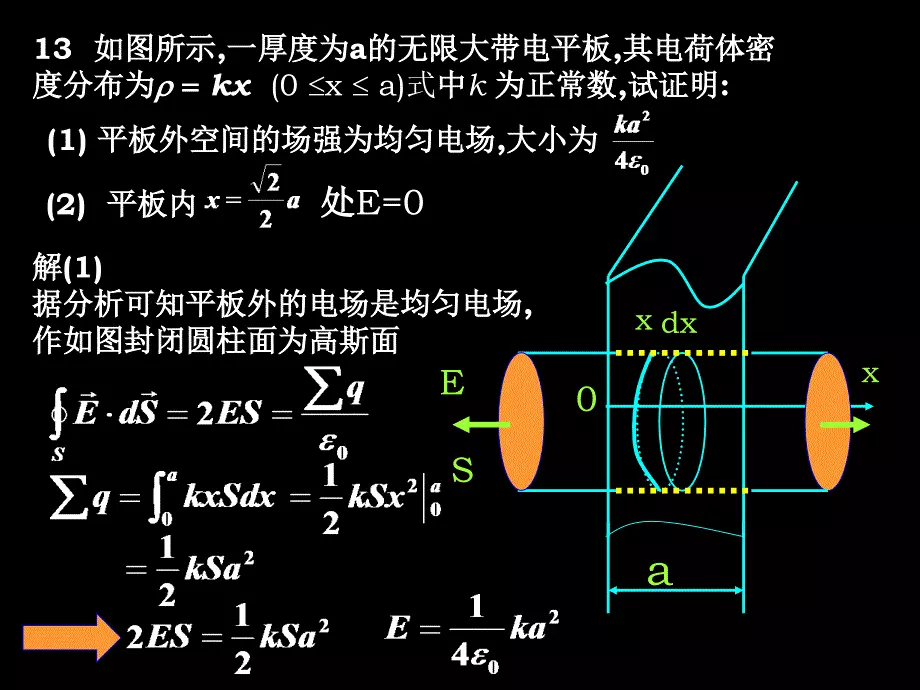 13 如图所示,一厚度为a的无限大带电平板,其电荷体密
度分布为ρ = kx (0 ≤x ≤ a)式中k 为正常数,试证明:
(1) 平板外空间的场强为均匀电场,大小为 ka²/4ε₀
(2) 平板内 x = √2/2 a 处E=0
解(1)
据分析可知平板外的电场是均匀电场,
作如图封闭圆柱面为高斯面
∮_S E⃗ · dS⃗ = 2ES = ∑q/ε₀
∑q = ∫₀ᵃ kxSdx = 1/2 kSx² |₀ᵃ
= 1/2 kSa²
2ES = 1/2 kSa² E = 1/4ε₀ ka²
x dx
E
0
x
S
a